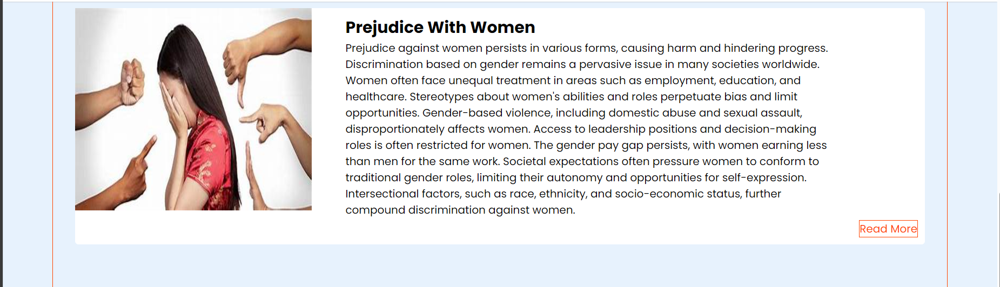 Prejudice With Women
Prejudice against women persists in various forms, causing harm and hindering progress.
Discrimination based on gender remains a pervasive issue in many societies worldwide.
Women often face unequal treatment in areas such as employment, education, and
healthcare. Stereotypes about women's abilities and roles perpetuate bias and limit
opportunities. Gender-based violence, including domestic abuse and sexual assault,
disproportionately affects women. Access to leadership positions and decision-making
roles is often restricted for women. The gender pay gap persists, with women earning less
than men for the same work. Societal expectations often pressure women to conform to
traditional gender roles, limiting their autonomy and opportunities for self-expression.
Intersectional factors, such as race, ethnicity, and socio-economic status, further
compound discrimination against women.
Read More